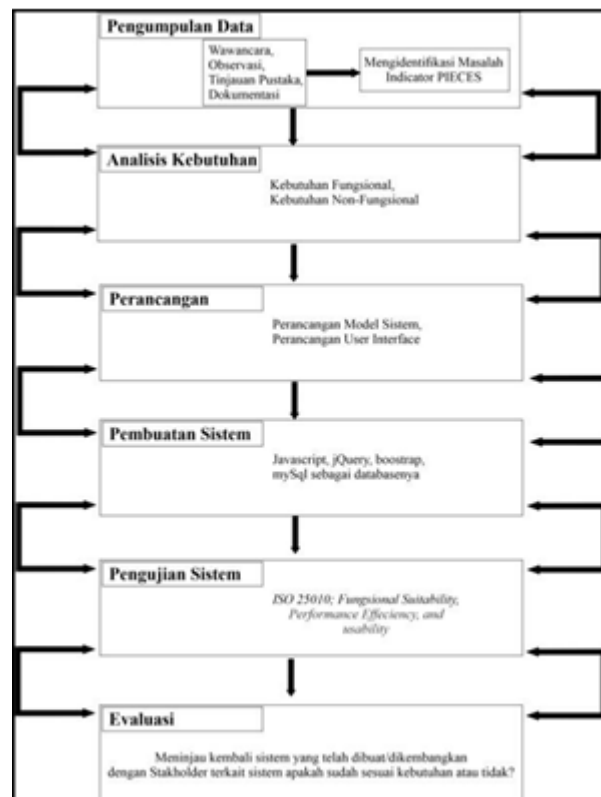 Pengumpulan Data
Wawancara,
Observasi,
Tinjauan Pustaka,
Dokumentasi
Mengidentifikasi Masalah
Indicator PIECES
Analisis Kebutuhan
Kebutuhan Fungsional,
Kebutuhan Non-Fungsional
Perancangan
Perancangan Model Sistem,
Perancangan User Interface
Pembuatan Sistem
Javascript, jQuery, boostrap,
mySql sebagai databasenya
Pengujian Sistem
ISO 25010; Fungsional Suitability,
Performance Effeciency, and
usability
Evaluasi
Meninjau kembali sistem yang telah dibuat/dikembangkan
dengan Stakholder terkait sistem apakah sudah sesuai kebutuhan atau tidak?